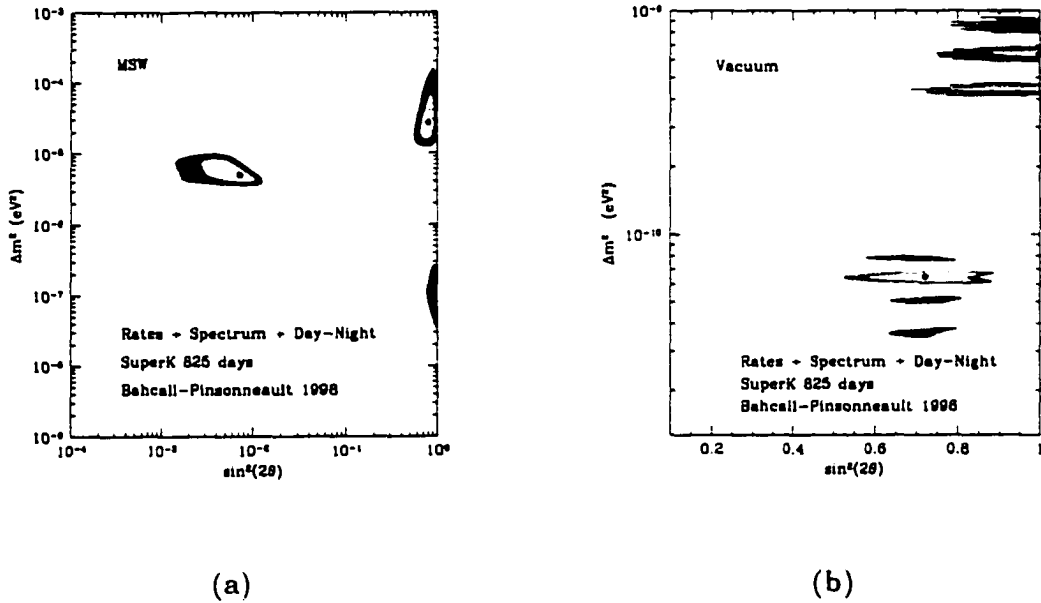 MSW
Δm² (eV²)
10⁻³
10⁻⁴
10⁻⁵
10⁻⁶
10⁻⁷
10⁻⁸
10⁻⁹
Rates + Spectrum + Day-Night
SuperK 825 days
Bahcall-Pinsonneault 1998
10⁻⁴
10⁻³
10⁻²
10⁻¹
10⁰
sin²(2θ)
(a)
Vacuum
Δm² (eV²)
10⁻⁹
10⁻¹⁰
Rates + Spectrum + Day-Night
SuperK 825 days
Bahcall-Pinsonneault 1998
0.2
0.4
0.6
0.8
1
sin²(2θ)
(b)